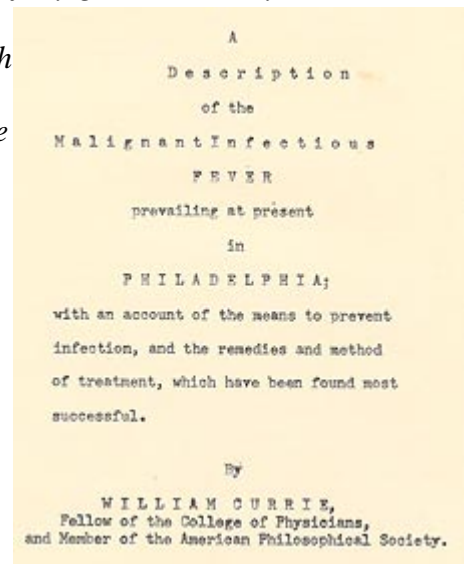 h
e
A
Description
of the
Malignant Infectious
FEVER
prevailing at present
in
PHILADELPHIA;
with an account of the means to prevent
infection, and the remedies and method
of treatment, which have been found most
successful.
By
WILLIAM CURRIE,
Fellow of the College of Physicians,
and Member of the American Philosophical Society.